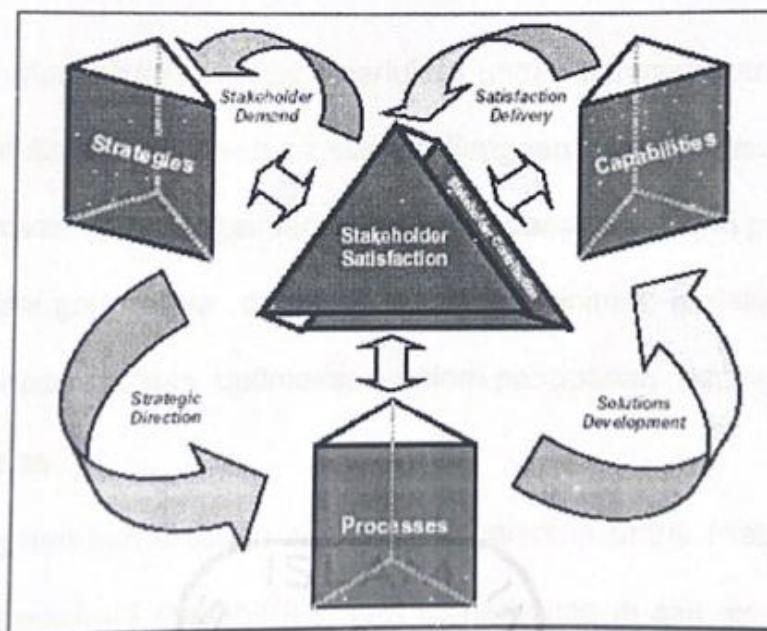 Stakeholder
Demand
Satisfaction
Delivery
Strategies
Capabilities
Stakeholder
Satisfaction
Stakeholder Contribution
Strategic
Direction
Solutions
Development
Processes